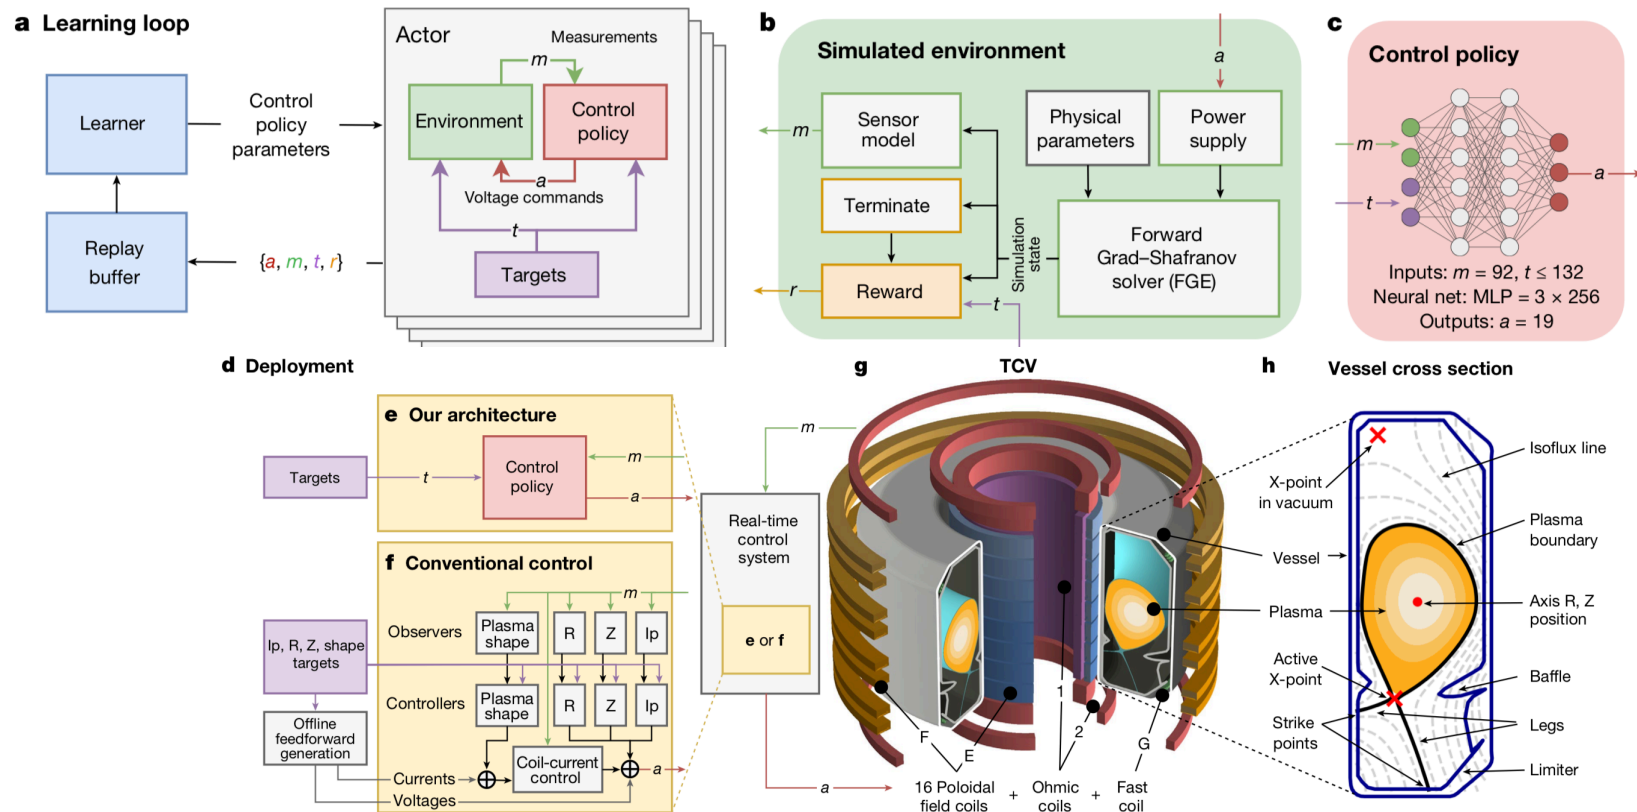 a Learning loop
Learner
Replay
buffer
Control
policy
parameters
{a, m, t, r}
Actor
Measurements
m
Environment
Control
policy
a
Voltage commands
t
Targets
b
Simulated environment
a
m
Sensor
model
Physical
parameters
Power
supply
Terminate
Simulation
state
Forward
Grad–Shafranov
solver (FGE)
r
Reward
t
c
Control policy
m
t
a
Inputs: m = 92, t ≤ 132
Neural net: MLP = 3 × 256
Outputs: a = 19
d Deployment
e Our architecture
Targets
t
Control
policy
m
a
f Conventional control
m
Observers
Plasma
shape
R
Z
Ip
Ip, R, Z, shape
targets
Controllers
Plasma
shape
R
Z
Ip
Offline
feedforward
generation
Coil-current
control
a
Currents
Voltages
m
Real-time
control
system
e or f
a
g
TCV
F
E
1
2
G
16 Poloidal
field coils
+
Ohmic
coils
+
Fast
coil
h
Vessel cross section
X-point
in vacuum
Vessel
Plasma
Active
X-point
Strike
points
Isoflux line
Plasma
boundary
Axis R, Z
position
Baffle
Legs
Limiter